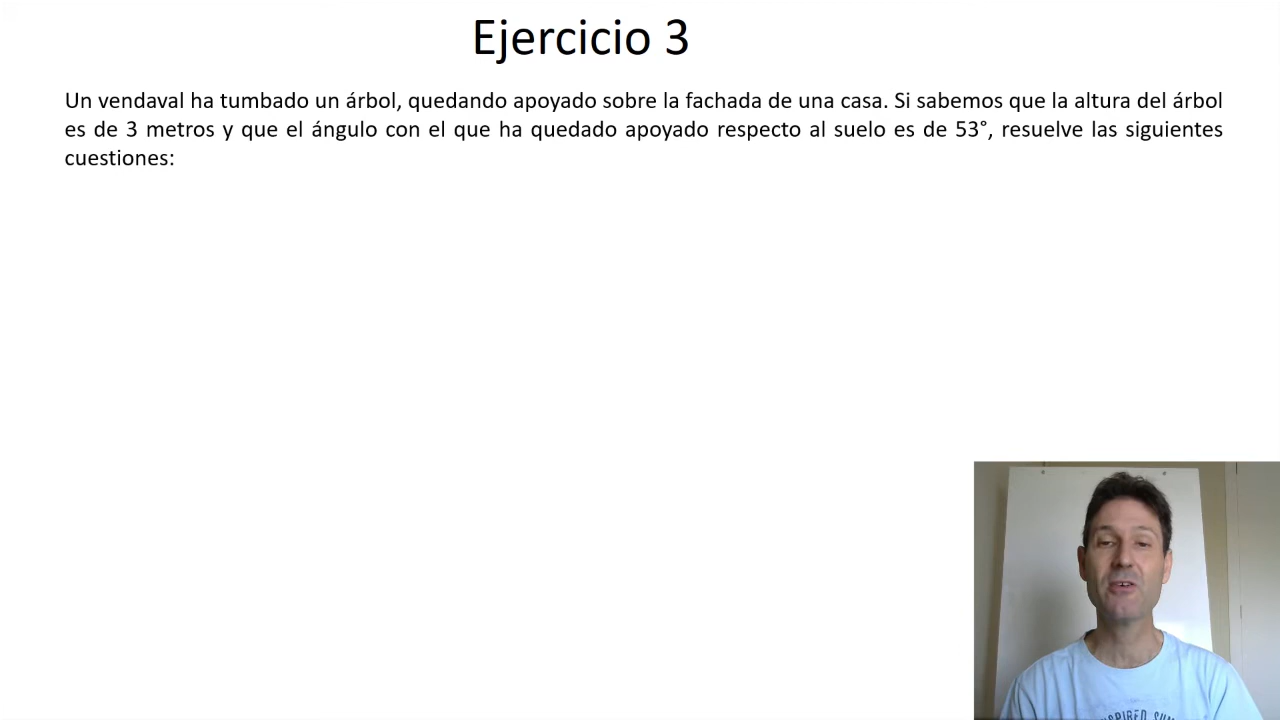 Ejercicio 3
Un vendaval ha tumbado un árbol, quedando apoyado sobre la fachada de una casa. Si sabemos que la altura del árbol
es de 3 metros y que el ángulo con el que ha quedado apoyado respecto al suelo es de 53°, resuelve las siguientes
cuestiones: